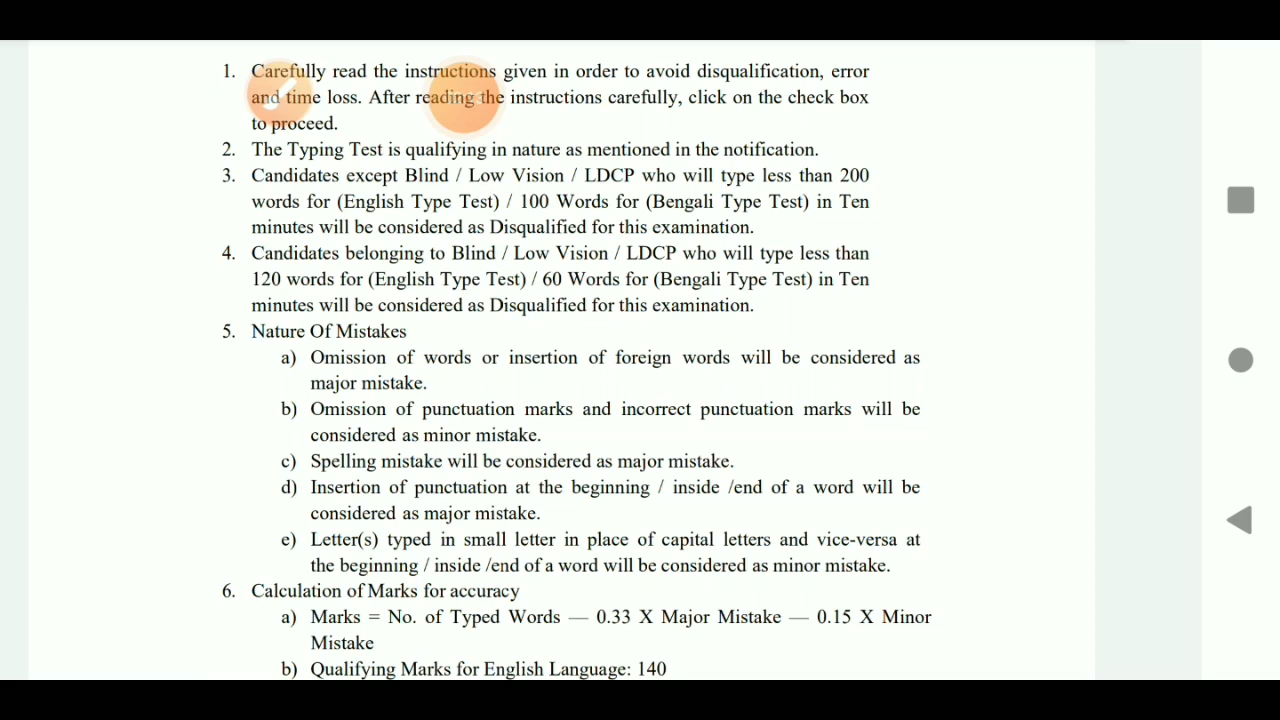 1. Carefully read the instructions given in order to avoid disqualification, error
and time loss. After reading the instructions carefully, click on the check box
to proceed.
2. The Typing Test is qualifying in nature as mentioned in the notification.
3. Candidates except Blind / Low Vision / LDCP who will type less than 200
words for (English Type Test) / 100 Words for (Bengali Type Test) in Ten
minutes will be considered as Disqualified for this examination.
4. Candidates belonging to Blind / Low Vision / LDCP who will type less than
120 words for (English Type Test) / 60 Words for (Bengali Type Test) in Ten
minutes will be considered as Disqualified for this examination.
5. Nature Of Mistakes
a) Omission of words or insertion of foreign words will be considered as
major mistake.
b) Omission of punctuation marks and incorrect punctuation marks will be
considered as minor mistake.
c) Spelling mistake will be considered as major mistake.
d) Insertion of punctuation at the beginning / inside /end of a word will be
considered as major mistake.
e) Letter(s) typed in small letter in place of capital letters and vice-versa at
the beginning / inside /end of a word will be considered as minor mistake.
6. Calculation of Marks for accuracy
a) Marks = No. of Typed Words — 0.33 X Major Mistake — 0.15 X Minor
Mistake
b) Qualifying Marks for English Language: 140